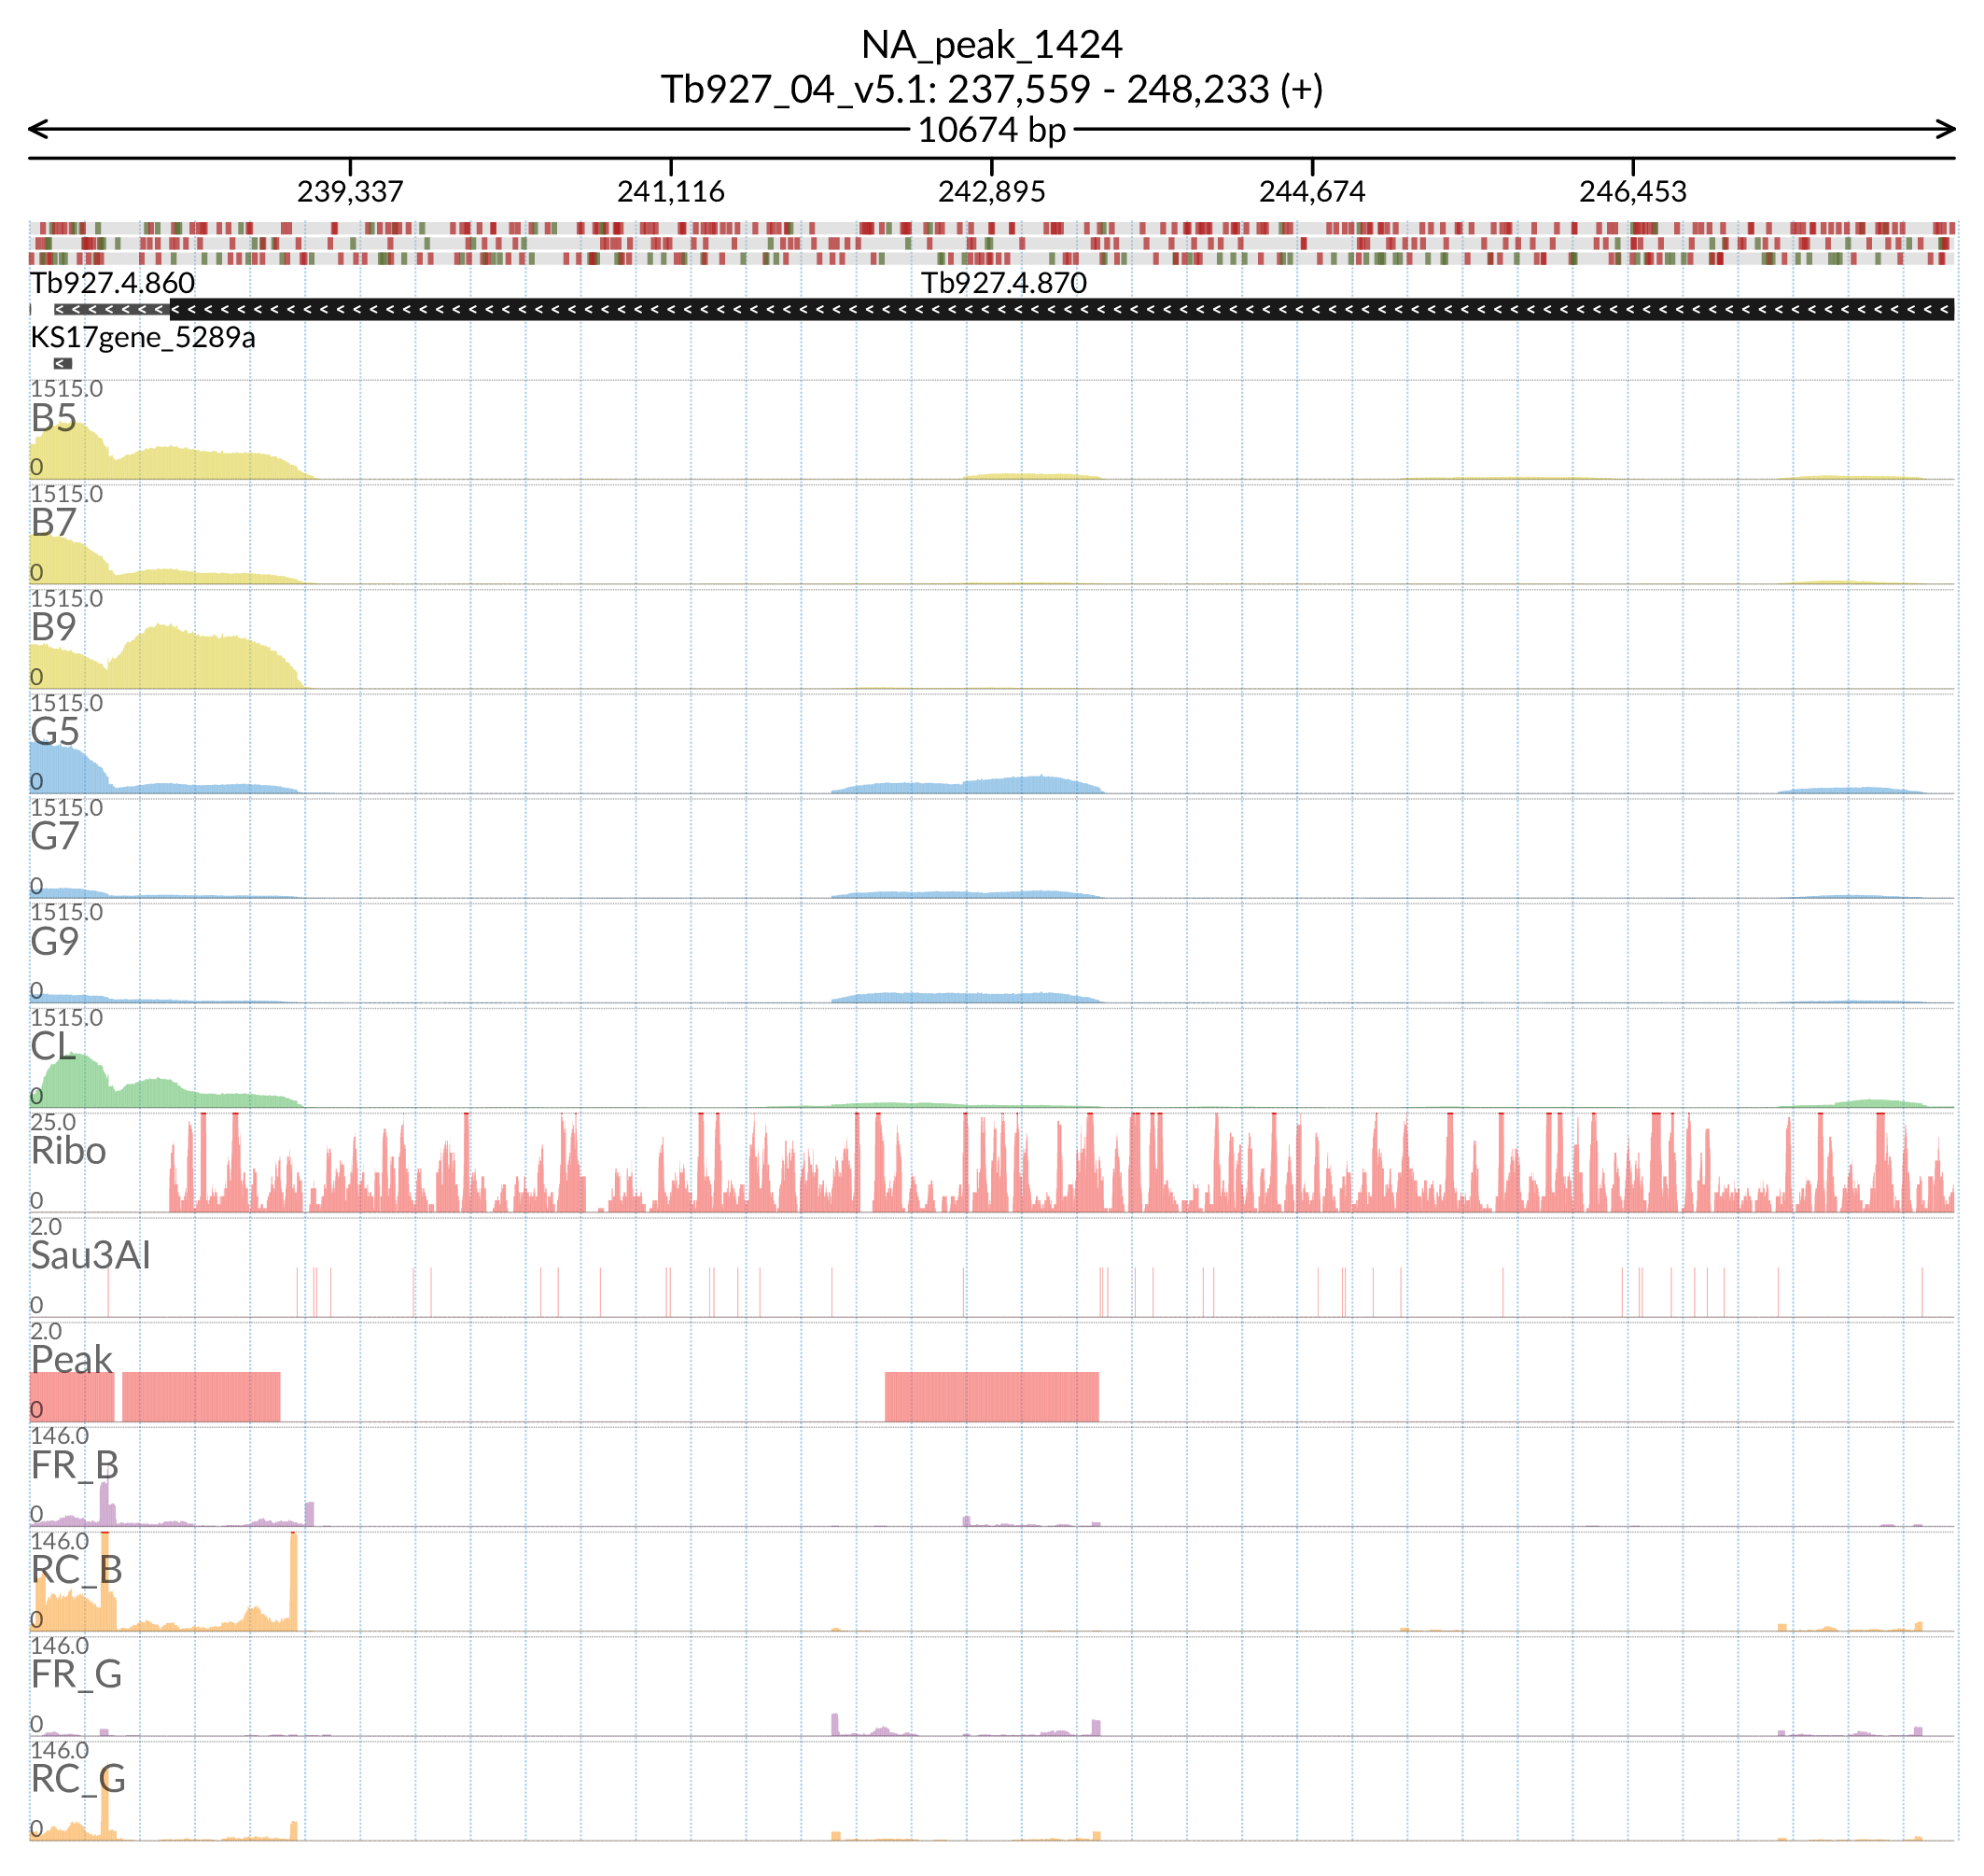 NA_peak_1424
Tb927_04_v5.1: 237,559 - 248,233 (+)
10674 bp
239,337 241,116 242,895 244,674 246,453
Tb927.4.860 Tb927.4.870
KS17gene_5289a
1515.0
B5
0
1515.0
B7
0
1515.0
B9
0
1515.0
G5
0
1515.0
G7
0
1515.0
G9
0
1515.0
CL
0
25.0
Ribo
0
2.0
Sau3AI
0
2.0
Peak
0
146.0
FR_B
0
146.0
RC_B
0
146.0
FR_G
0
146.0
RC_G
0